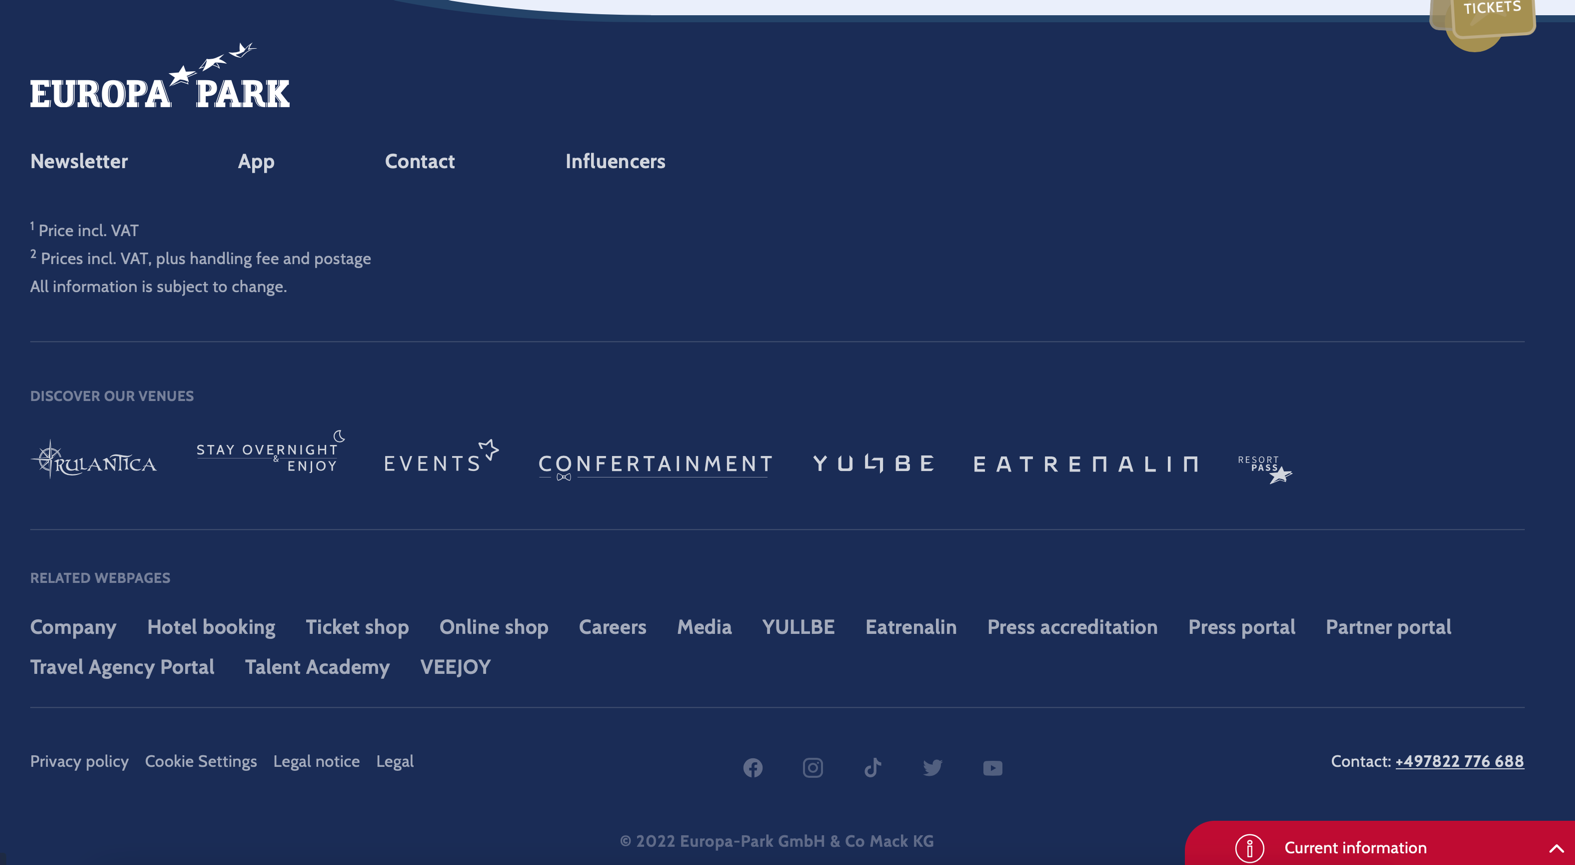 TICKETS
EUROPA PARK
Newsletter App Contact Influencers
1 Price incl. VAT
2 Prices incl. VAT, plus handling fee and postage
All information is subject to change.
DISCOVER OUR VENUES
RULANTICA STAY OVERNIGHT & ENJOY EVENTS CONFERTAINMENT YULLBE EATRENALIN RESORT PASS
RELATED WEBPAGES
Company Hotel booking Ticket shop Online shop Careers Media YULLBE Eatrenalin Press accreditation Press portal Partner portal
Travel Agency Portal Talent Academy VEEJOY
Privacy policy Cookie Settings Legal notice Legal Contact: +497822 776 688
© 2022 Europa-Park GmbH & Co Mack KG
Current information